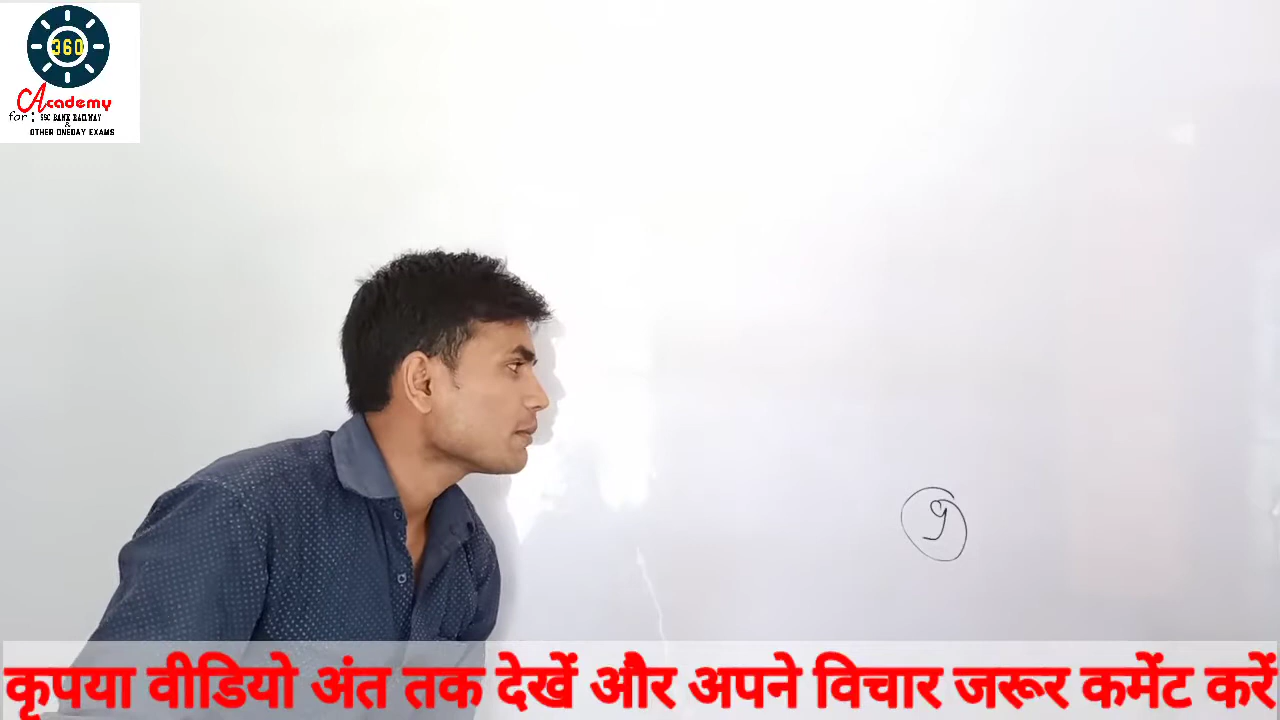 360
Academy
for : SSC BANK RAILWAY
&
OTHER ONEDAY EXAMS
9
कृपया वीडियो अंत तक देखें और अपने विचार जरूर कमेंट करें